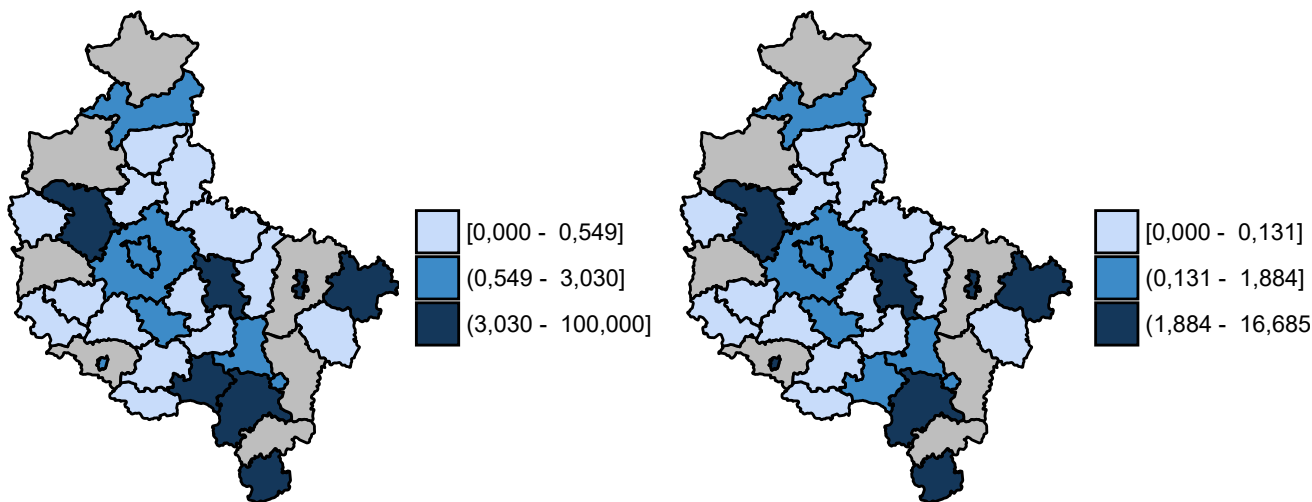 [0,000 - 0,549]
(0,549 - 3,030]
(3,030 - 100,000]
[0,000 - 0,131]
(0,131 - 1,884]
(1,884 - 16,685